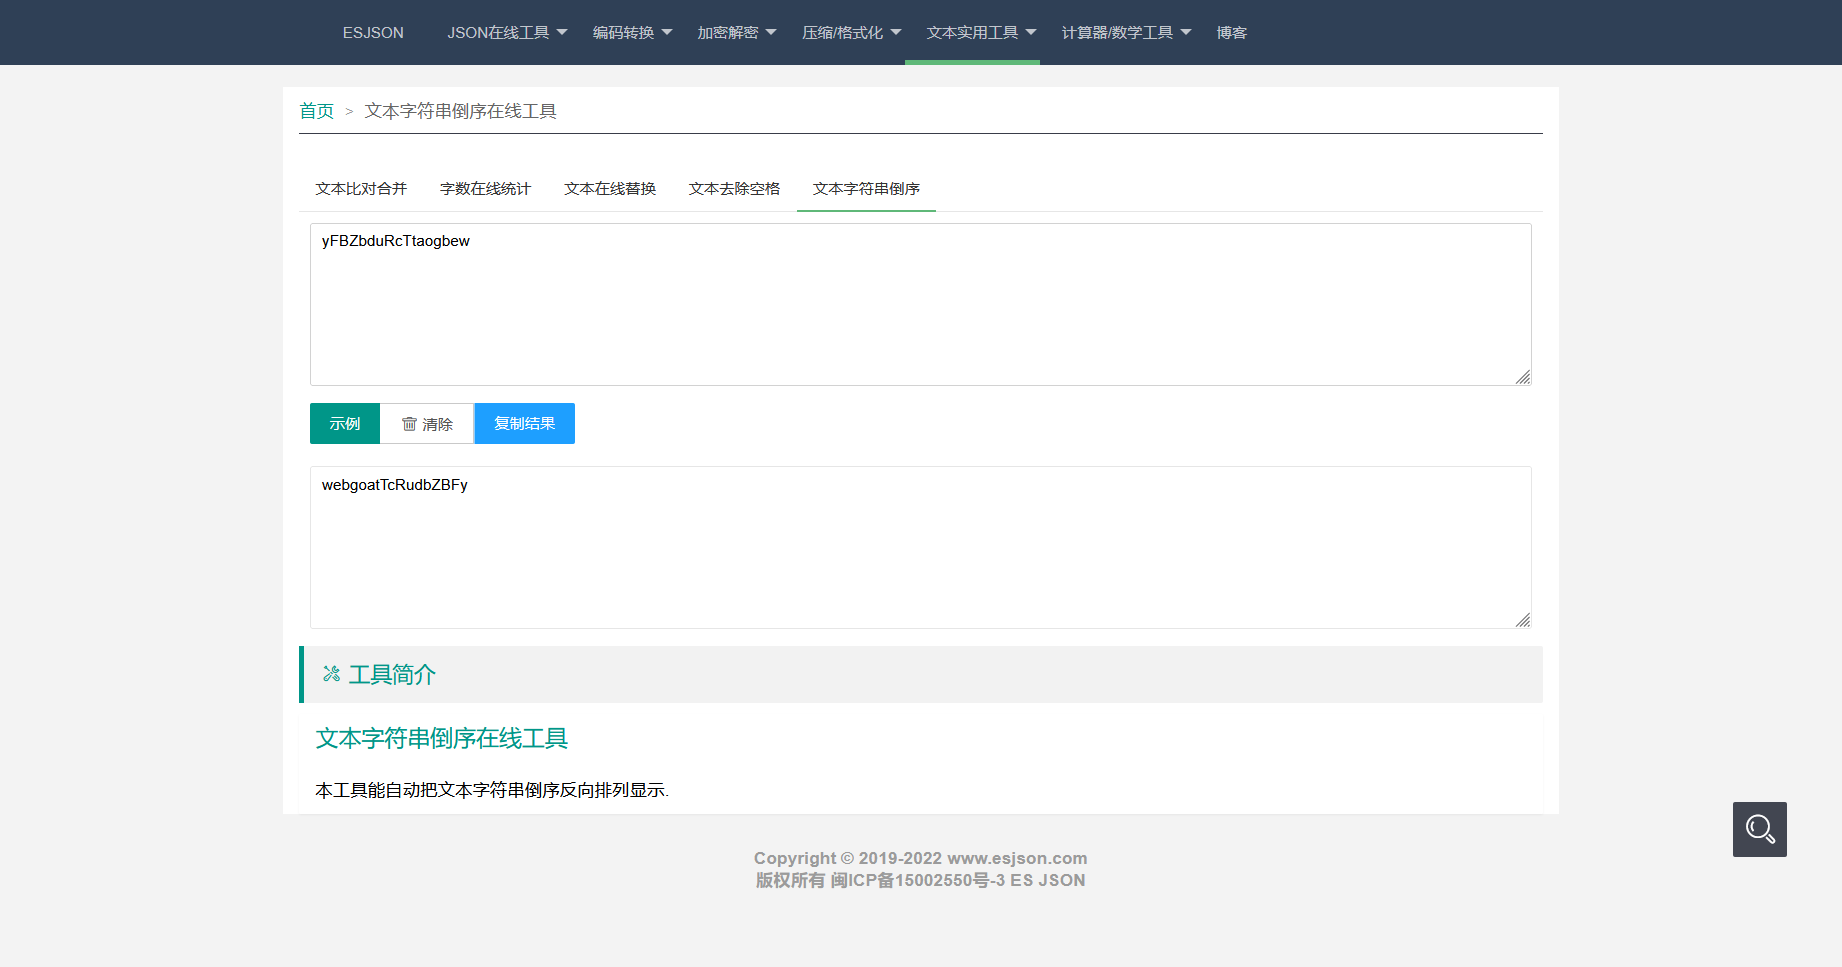 ESJSON JSON在线工具 编码转换 加密解密 压缩/格式化 文本实用工具 计算器/数学工具 博客
首页 > 文本字符串倒序在线工具
文本比对合并 字数在线统计 文本在线替换 文本去除空格 文本字符串倒序
yFBZbduRcTtaogbew
示例 清除 复制结果
webgoatTcRudbZBFy
工具简介
文本字符串倒序在线工具
本工具能自动把文本字符串倒序反向排列显示.
Copyright © 2019-2022 www.esjson.com
版权所有 闽ICP备15002550号-3 ES JSON